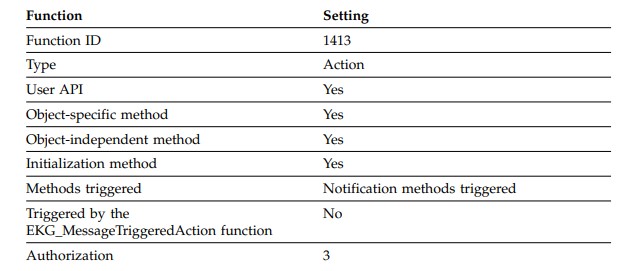 Function Setting
Function ID 1413
Type Action
User API Yes
Object-specific method Yes
Object-independent method Yes
Initialization method Yes
Methods triggered Notification methods triggered
Triggered by the No
EKG_MessageTriggeredAction function
Authorization 3